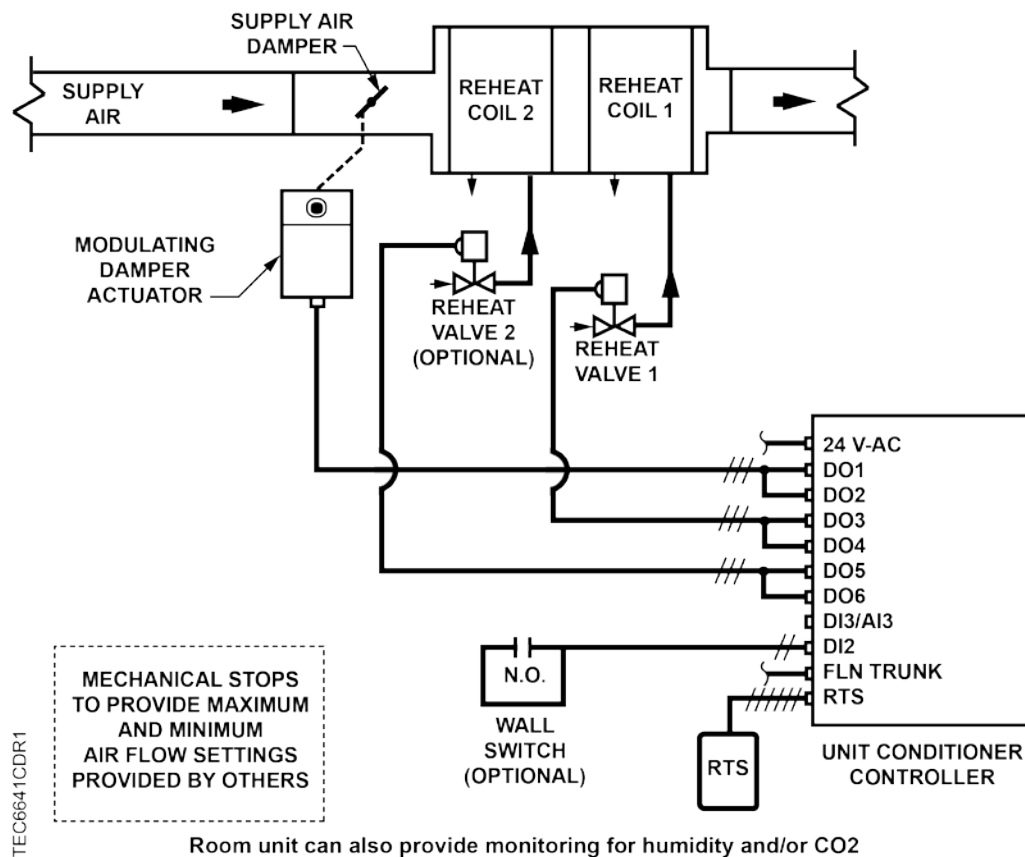 SUPPLY AIR
DAMPER
SUPPLY
AIR
REHEAT
COIL 2
REHEAT
COIL 1
MODULATING
DAMPER
ACTUATOR
REHEAT
VALVE 2
(OPTIONAL)
REHEAT
VALVE 1
24 V-AC
DO1
DO2
DO3
DO4
DO5
DO6
DI3/AI3
DI2
FLN TRUNK
RTS
N.O.
WALL
SWITCH
(OPTIONAL)
RTS
UNIT CONDITIONER
CONTROLLER
MECHANICAL STOPS
TO PROVIDE MAXIMUM
AND MINIMUM
AIR FLOW SETTINGS
PROVIDED BY OTHERS
TEC6641CDR1
Room unit can also provide monitoring for humidity and/or CO2